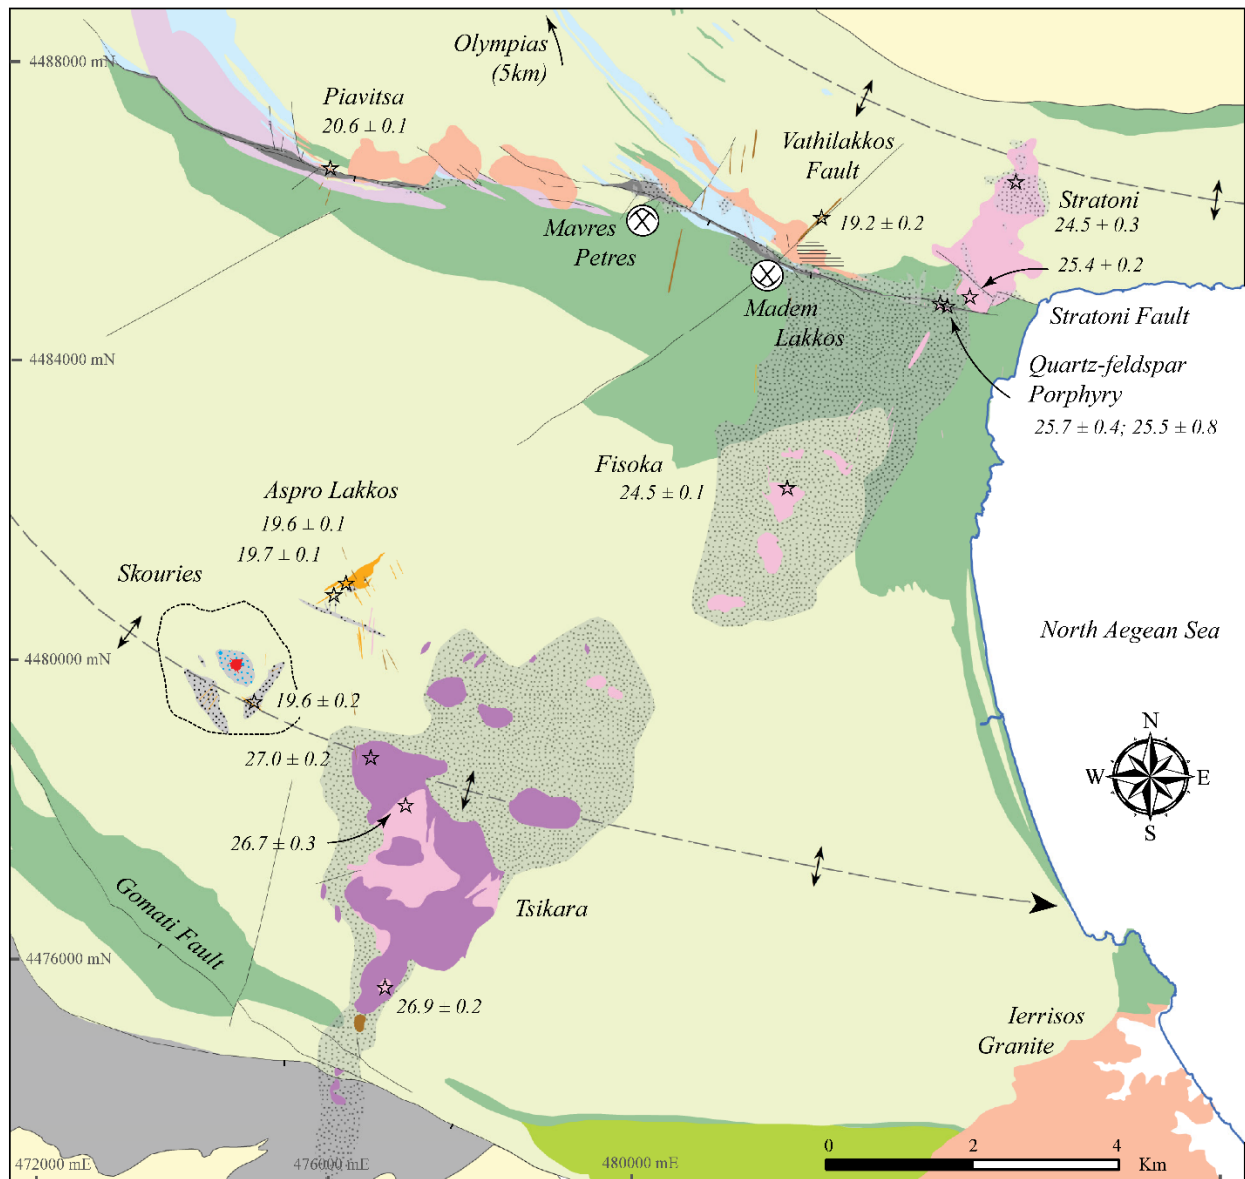 4488000 mN
Olympias
(5km)
Piavitsa
20.6 ± 0.1
Vathilakkos
Fault
19.2 ± 0.2
Stratoni
24.5 + 0.3
25.4 + 0.2
Mavres
Petres
Madem
Lakkos
Stratoni Fault
4484000 mN
Quartz-feldspar
Porphyry
25.7 ± 0.4; 25.5 ± 0.8
Fisoka
24.5 ± 0.1
Aspro Lakkos
19.6 ± 0.1
19.7 ± 0.1
Skouries
North Aegean Sea
4480000 mN
19.6 ± 0.2
27.0 ± 0.2
N
W
E
S
26.7 ± 0.3
Tsikara
Gomati Fault
4476000 mN
26.9 ± 0.2
Ierrisos
Granite
0
2
4
Km
472000 mE
476000 mE
480000 mE